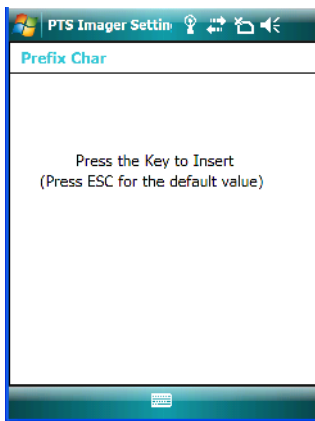 PTS Imager Settin
Prefix Char
Press the Key to Insert
(Press ESC for the default value)